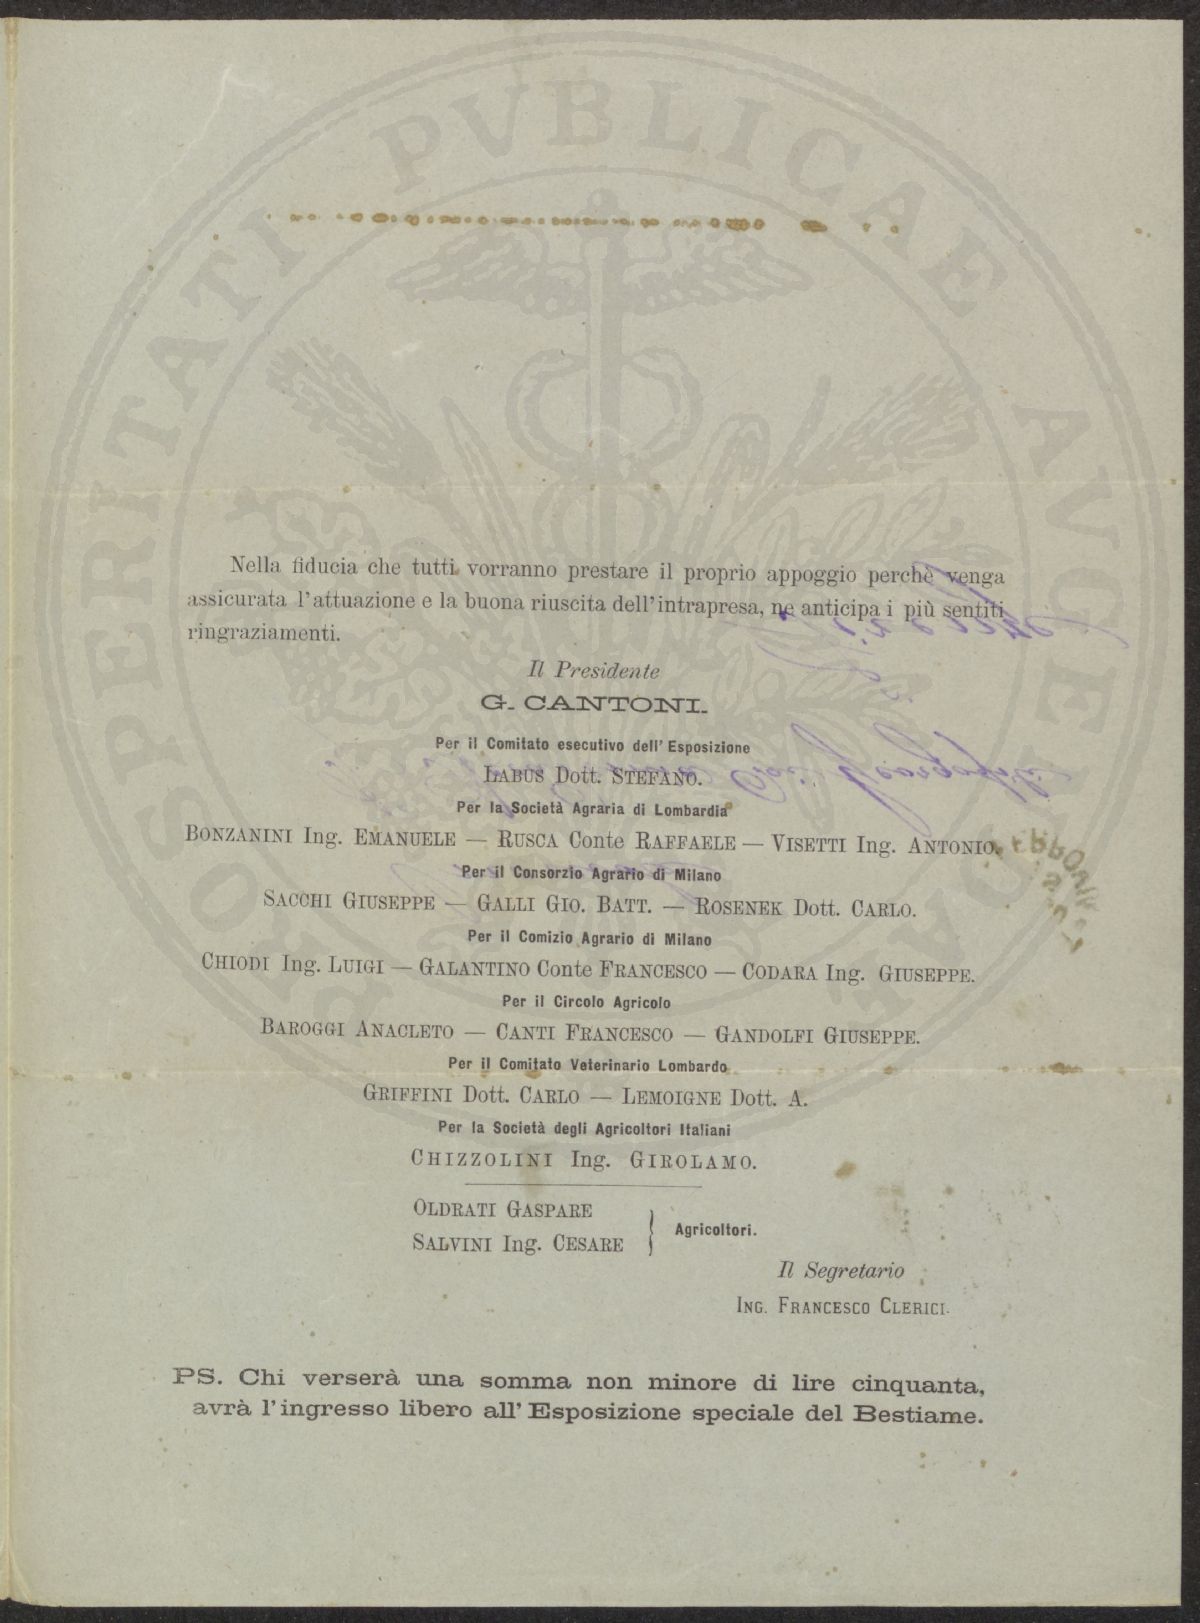 PROSPERITATI PVBLICAE AVGENDAE
Nella fiducia che tutti vorranno prestare il proprio appoggio perchè venga
assicurata l'attuazione e la buona riuscita dell'intrapresa, ne anticipa i più sentiti
ringraziamenti.
Il Presidente
G. CANTONI.
Per il Comitato esecutivo dell'Esposizione
LABUS Dott. STEFANO.
Per la Società Agraria di Lombardia
BONZANINI Ing. EMANUELE — RUSCA Conte RAFFAELE — VISETTI Ing. ANTONIO.
Per il Consorzio Agrario di Milano
SACCHI GIUSEPPE — GALLI GIO. BATT. — ROSENEK Dott. CARLO.
Per il Comizio Agrario di Milano
CHIODI Ing. LUIGI — GALANTINO Conte FRANCESCO — CODARA Ing. GIUSEPPE.
Per il Circolo Agricolo
BAROGGI ANACLETO — CANTI FRANCESCO — GANDOLFI GIUSEPPE.
Per il Comitato Veterinario Lombardo
GRIFFINI Dott. CARLO — LEMOIGNE Dott. A.
Per la Società degli Agricoltori Italiani
CHIZZOLINI Ing. GIROLAMO.
OLDRATI GASPARE
SALVINI Ing. CESARE
Agricoltori.
Il Segretario
ING. FRANCESCO CLERICI.
PS. Chi verserà una somma non minore di lire cinquanta,
avrà l'ingresso libero all'Esposizione speciale del Bestiame.